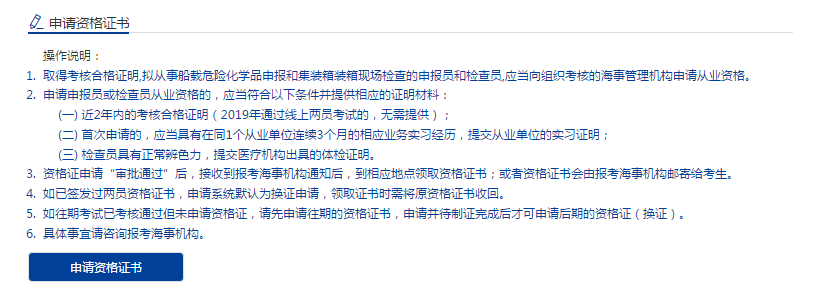 申请资格证书
操作说明：
1. 取得考核合格证明,拟从事船载危险化学品申报和集装箱装箱现场检查的申报员和检查员,应当向组织考核的海事管理机构申请从业资格。
2. 申请申报员或检查员从业资格的，应当符合以下条件并提供相应的证明材料：
(一) 近2年内的考核合格证明（2019年通过线上两员考试的，无需提供）；
(二) 首次申请的，应当具有在同1个从业单位连续3个月的相应业务实习经历，提交从业单位的实习证明；
(三) 检查员具有正常辨色力，提交医疗机构出具的体检证明。
3. 资格证申请“审批通过”后，接收到报考海事机构通知后，到相应地点领取资格证书；或者资格证书会由报考海事机构邮寄给考生。
4. 如已签发过两员资格证书，申请系统默认为换证申请，领取证书时需将原资格证书收回。
5. 如往期考试已考核通过但未申请资格证，请先申请往期的资格证书，申请并待制证完成后才可申请后期的资格证（换证）。
6. 具体事宜请咨询报考海事机构。
申请资格证书